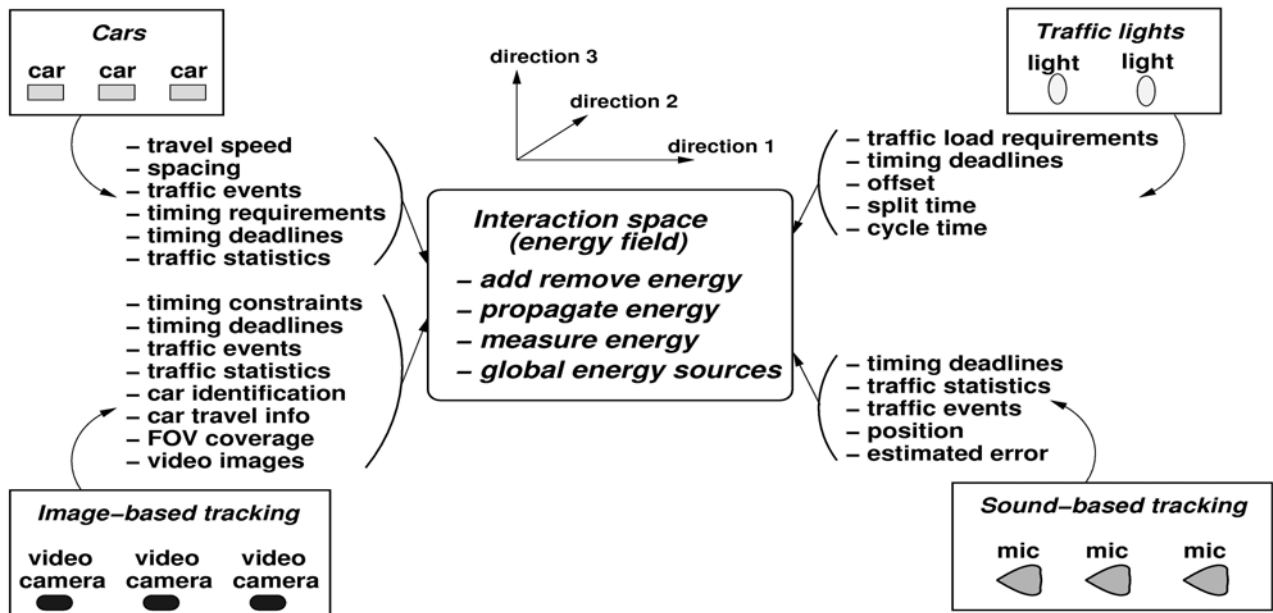 Cars
car car car
– travel speed
– spacing
– traffic events
– timing requirements
– timing deadlines
– traffic statistics
direction 3
direction 2
direction 1
Traffic lights
light light
– traffic load requirements
– timing deadlines
– offset
– split time
– cycle time
Interaction space
(energy field)
– add remove energy
– propagate energy
– measure energy
– global energy sources
– timing constraints
– timing deadlines
– traffic events
– traffic statistics
– car identification
– car travel info
– FOV coverage
– video images
– timing deadlines
– traffic statistics
– traffic events
– position
– estimated error
Image–based tracking
video video video
camera camera camera
Sound–based tracking
mic mic mic